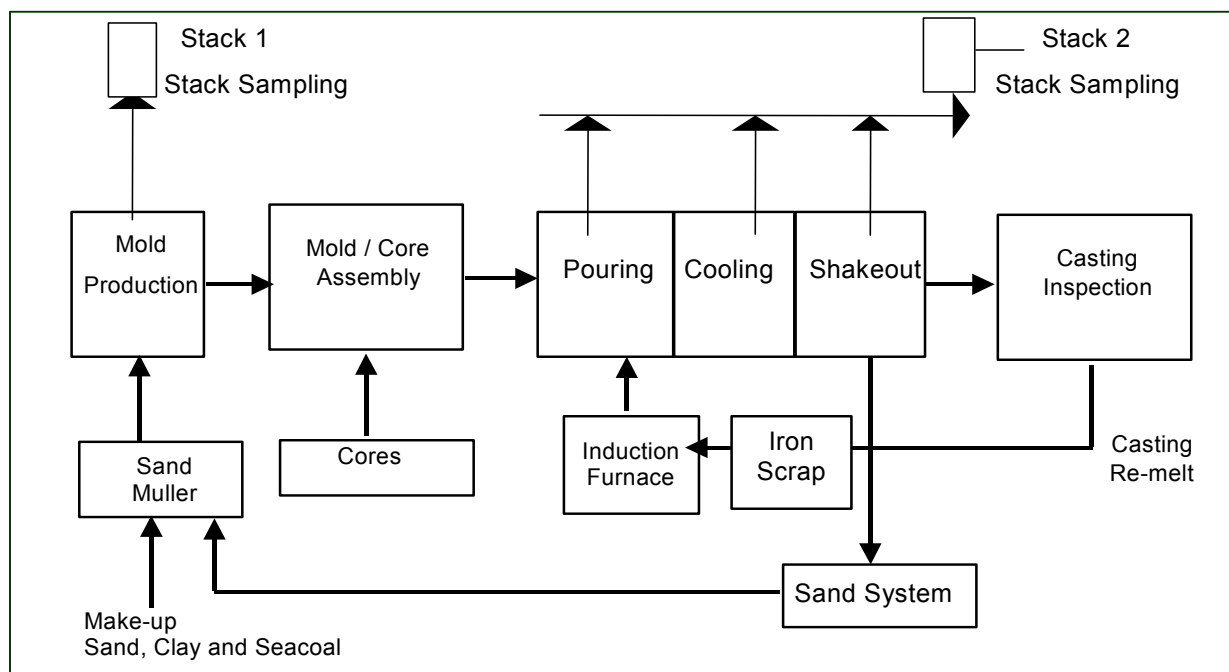 Stack 1
Stack Sampling
Stack 2
Stack Sampling
Mold
Production
Mold / Core
Assembly
Pouring
Cooling
Shakeout
Casting
Inspection
Sand
Muller
Cores
Induction
Furnace
Iron
Scrap
Casting
Re-melt
Sand System
Make-up
Sand, Clay and Seacoal